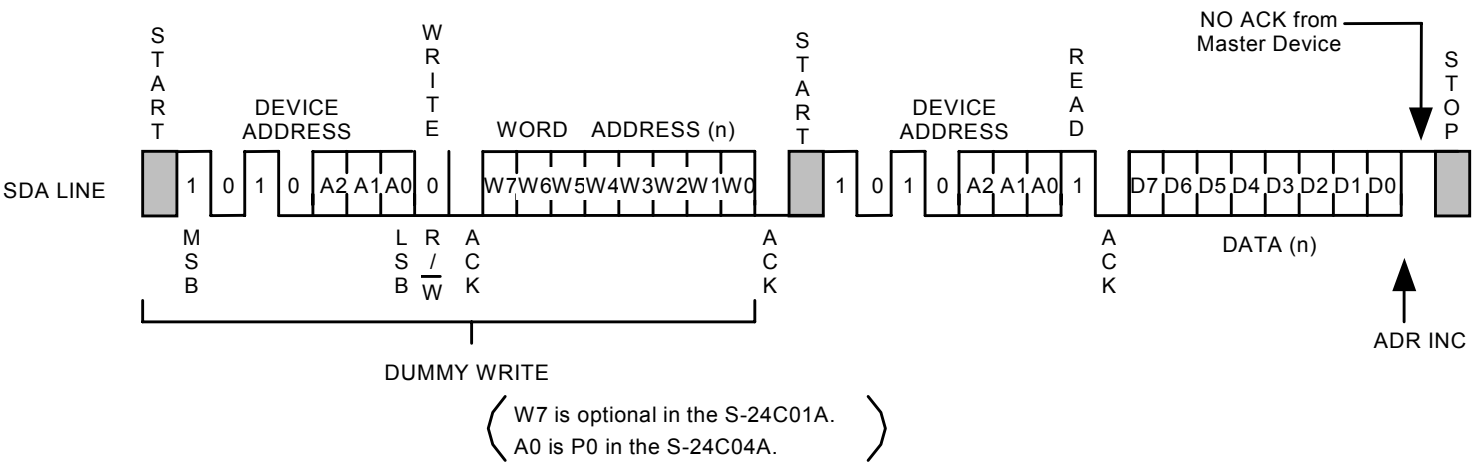 NO ACK from
Master Device
START
WRITE
START
READ
STOP
DEVICE
ADDRESS
WORD ADDRESS (n)
DEVICE
ADDRESS
SDA LINE
1 0 1 0 A2 A1 A0 0 W7 W6 W5 W4 W3 W2 W1 W0 1 0 1 0 A2 A1 A0 1 D7 D6 D5 D4 D3 D2 D1 D0
MSB
LSB
R/W̅
ACK
ACK
ACK
DATA (n)
ADR INC
DUMMY WRITE
W7 is optional in the S-24C01A.
A0 is P0 in the S-24C04A.